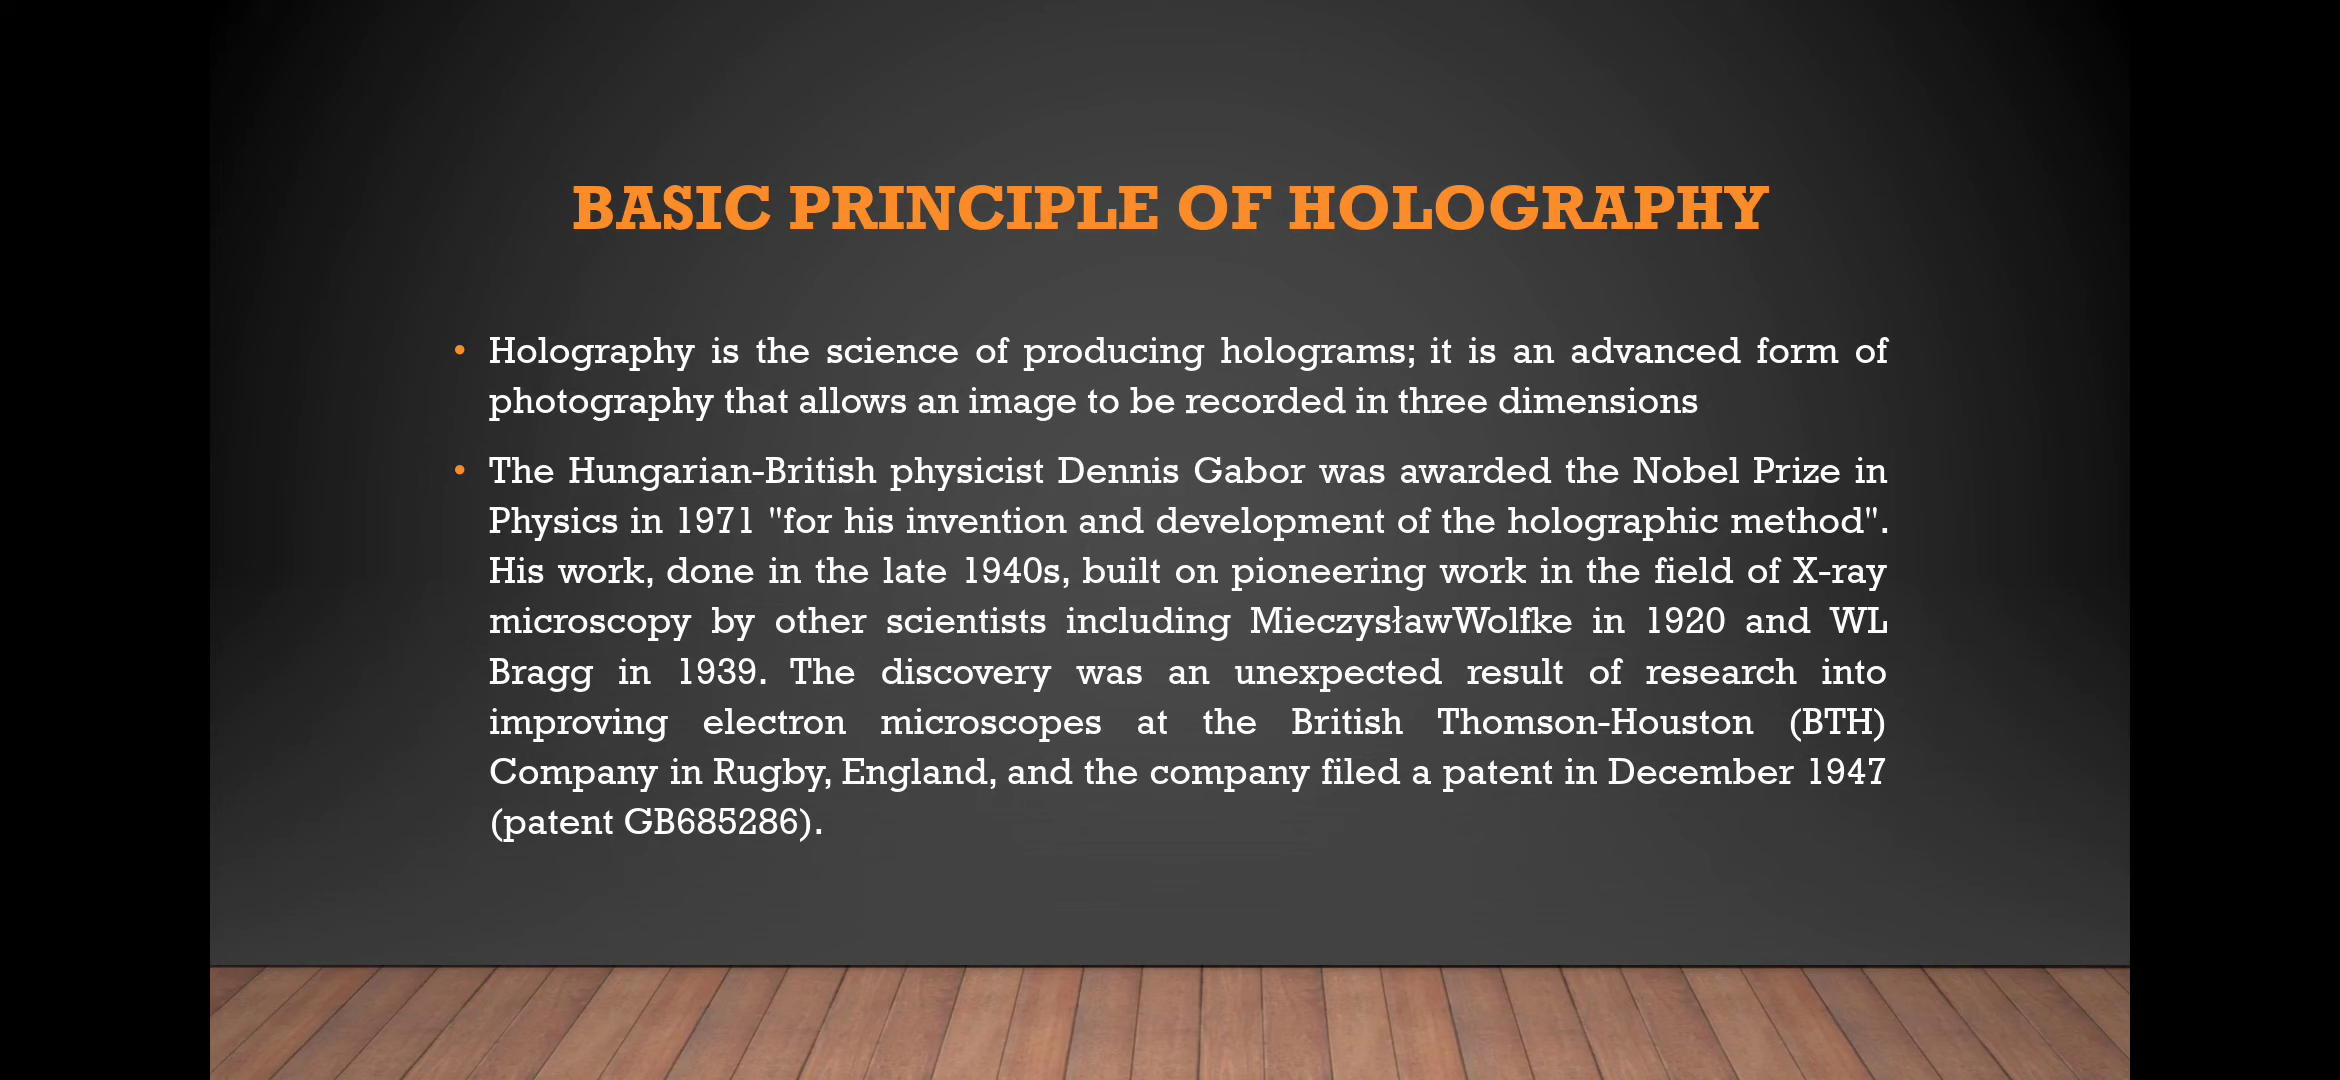 BASIC PRINCIPLE OF HOLOGRAPHY
• Holography is the science of producing holograms; it is an advanced form of
photography that allows an image to be recorded in three dimensions
• The Hungarian-British physicist Dennis Gabor was awarded the Nobel Prize in
Physics in 1971 "for his invention and development of the holographic method".
His work, done in the late 1940s, built on pioneering work in the field of X-ray
microscopy by other scientists including MieczysławWolfke in 1920 and WL
Bragg in 1939. The discovery was an unexpected result of research into
improving electron microscopes at the British Thomson-Houston (BTH)
Company in Rugby, England, and the company filed a patent in December 1947
(patent GB685286).